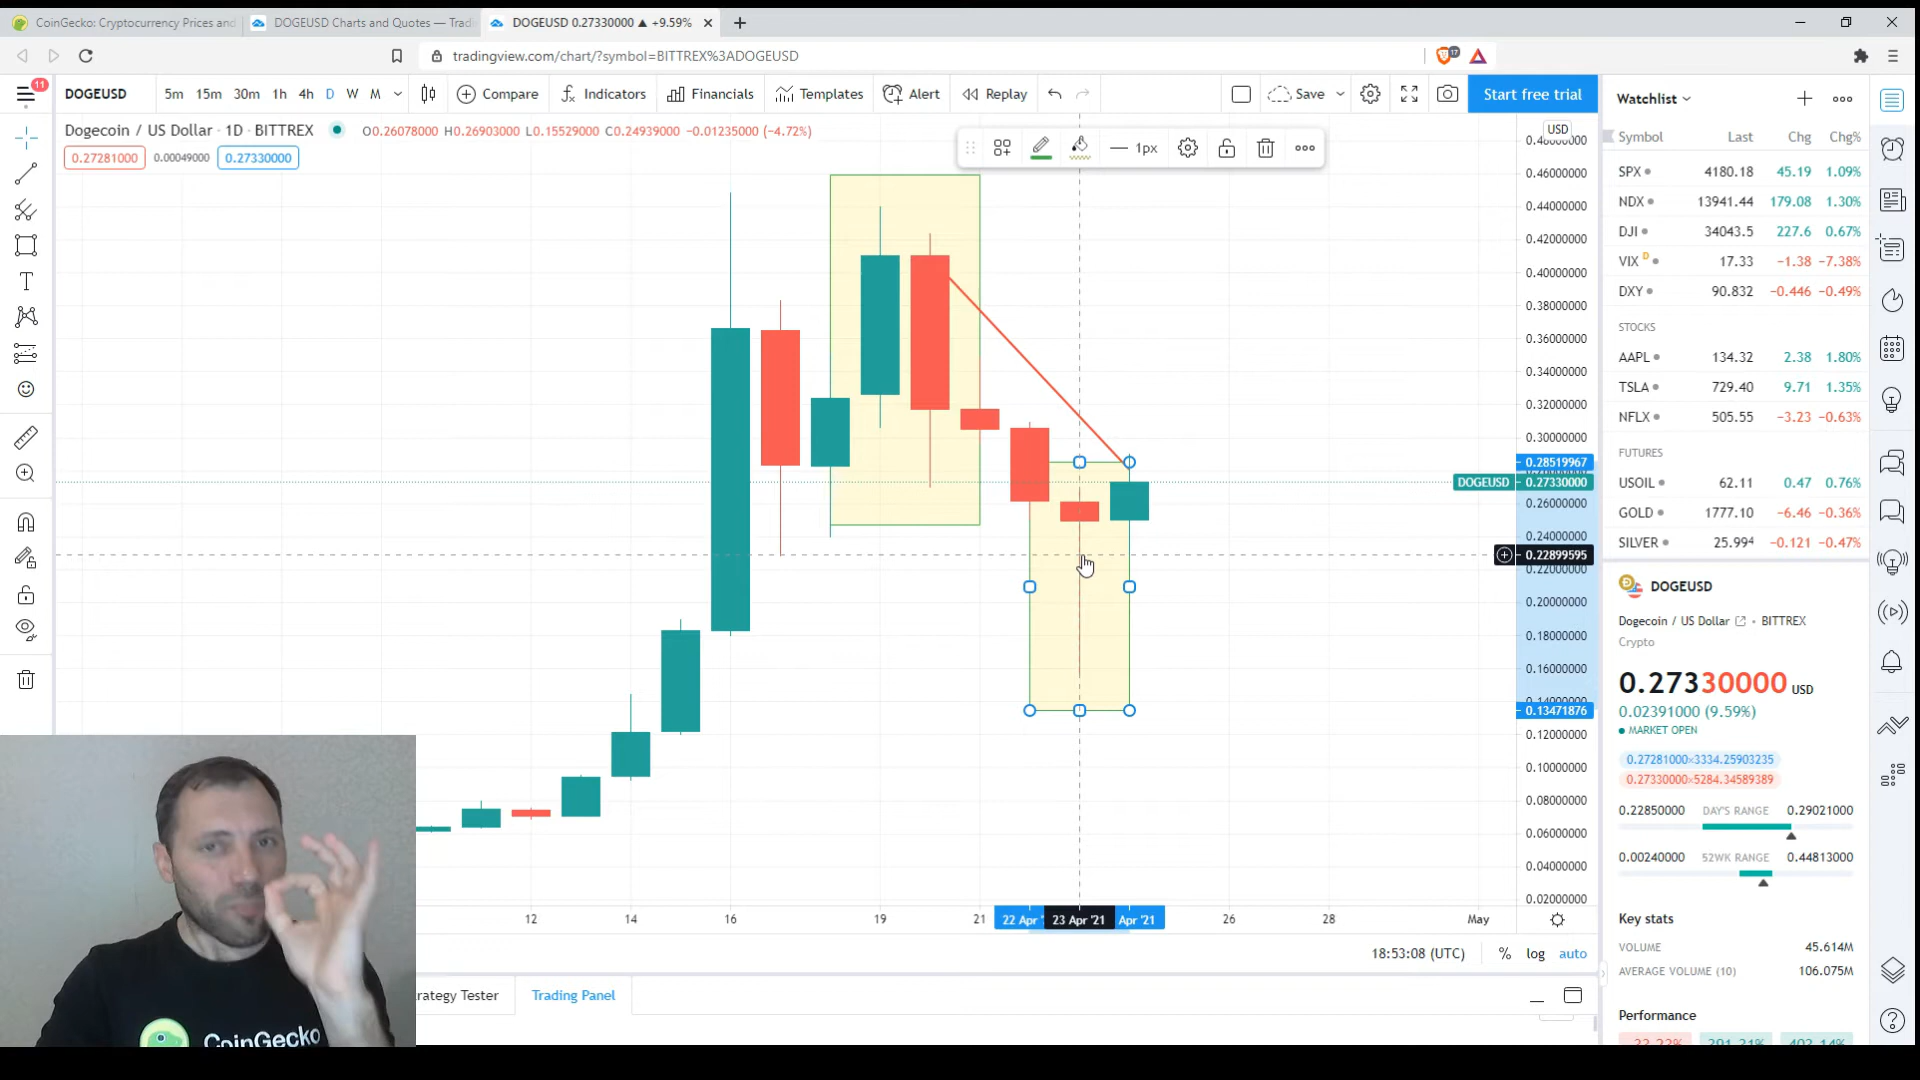 CoinGecko: Cryptocurrency Prices and
DOGEUSD Charts and Quotes — Tradi
DOGEUSD 0.27330000 ▲ +9.59%
tradingview.com/chart/?symbol=BITTREX%3ADOGEUSD
17
11
DOGEUSD 5m 15m 30m 1h 4h D W M Compare Indicators Financials Templates Alert Replay Save Start free trial
Dogecoin / US Dollar · 1D · BITTREX O0.26078000 H0.26903000 L0.15529000 C0.24939000 −0.01235000 (−4.72%)
0.27281000 0.00049000 0.27330000
1px
USD
0.46000000
0.44000000
0.42000000
0.40000000
0.38000000
0.36000000
0.34000000
0.32000000
0.30000000
0.28519967
DOGEUSD 0.27330000
0.26000000
0.24000000
0.22899595
0.22000000
0.20000000
0.18000000
0.16000000
0.13471876
0.12000000
0.10000000
0.08000000
0.06000000
0.04000000
0.02000000
12 14 16 19 21 22 Apr ' 23 Apr '21 Apr '21 26 28 May
18:53:08 (UTC) % log auto
rategy Tester Trading Panel
CoinGecko
Watchlist
Symbol Last Chg Chg%
SPX 4180.18 45.19 1.09%
NDX 13941.44 179.08 1.30%
DJI 34043.5 227.6 0.67%
VIX D 17.33 −1.38 −7.38%
DXY 90.832 −0.446 −0.49%
STOCKS
AAPL 134.32 2.38 1.80%
TSLA 729.40 9.71 1.35%
NFLX 505.55 −3.23 −0.63%
FUTURES
USOIL 62.11 0.47 0.76%
GOLD 1777.10 −6.46 −0.36%
SILVER 25.994 −0.121 −0.47%
DOGEUSD
Dogecoin / US Dollar · BITTREX
Crypto
0.27330000 USD
0.02391000 (9.59%)
MARKET OPEN
0.27281000×3334.25903235
0.27330000×5284.34589389
0.22850000 DAY'S RANGE 0.29021000
0.00240000 52WK RANGE 0.44813000
Key stats
VOLUME 45.614M
AVERAGE VOLUME (10) 106.075M
Performance